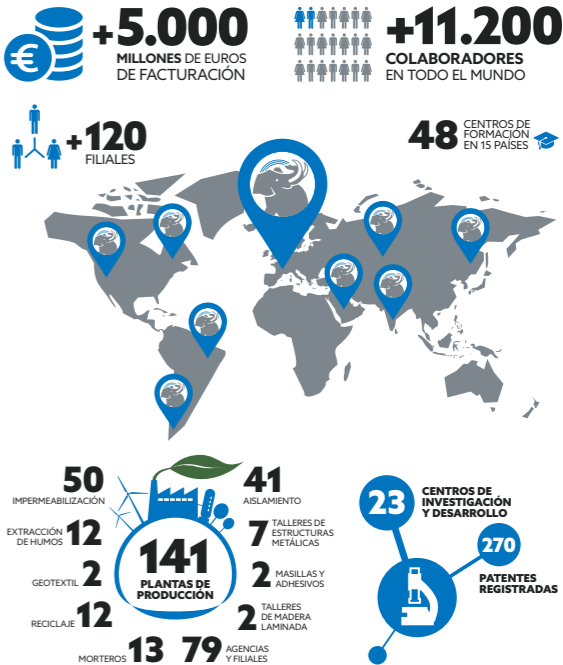 +5.000
MILLONES DE EUROS
DE FACTURACIÓN
+11.200
COLABORADORES
EN TODO EL MUNDO
+120
FILIALES
48
CENTROS DE
FORMACIÓN
EN 15 PAÍSES
50
IMPERMEABILIZACIÓN
EXTRACCIÓN
DE HUMOS
12
GEOTEXTIL 2
RECICLAJE 12
MORTEROS 13
141
PLANTAS DE
PRODUCCIÓN
41
AISLAMIENTO
7
TALLERES DE
ESTRUCTURAS
METÁLICAS
2
MASILLAS Y
ADHESIVOS
2
TALLERES
DE MADERA
LAMINADA
79
AGENCIAS
Y FILIALES
23
CENTROS DE
INVESTIGACIÓN
Y DESARROLLO
270
PATENTES
REGISTRADAS